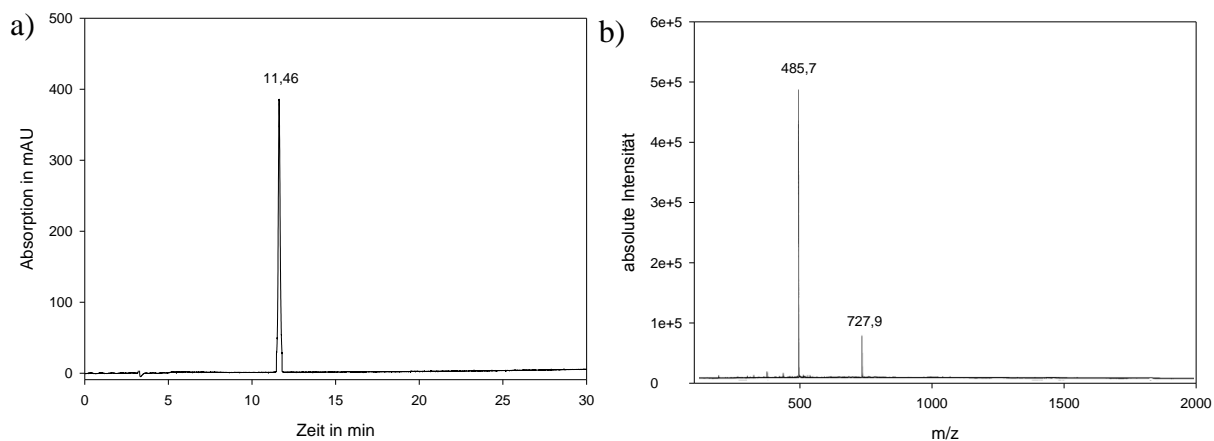 a)
500
400
300
200
100
0
Absorption in mAU
11,46
0 5 10 15 20 25 30
Zeit in min
b)
6e+5
5e+5
4e+5
3e+5
2e+5
1e+5
0
absolute Intensität
485,7
727,9
500 1000 1500 2000
m/z